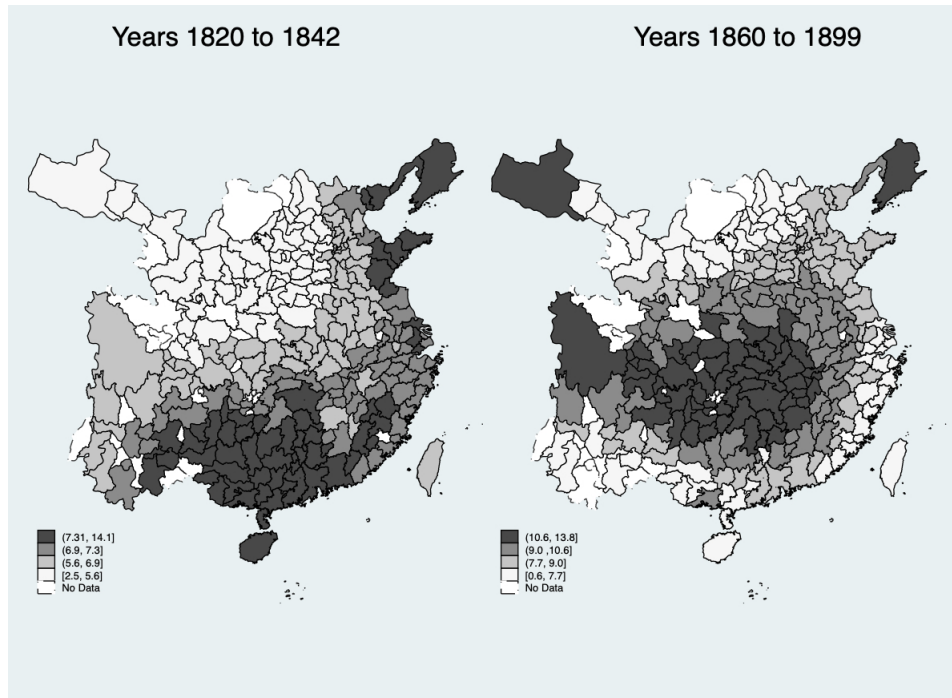 Years 1820 to 1842
Years 1860 to 1899
(7.31, 14.1]
(6.9, 7.3]
(5.6, 6.9]
[2.5, 5.6]
No Data
(10.6, 13.8]
(9.0 ,10.6]
(7.7, 9.0]
[0.6, 7.7]
No Data